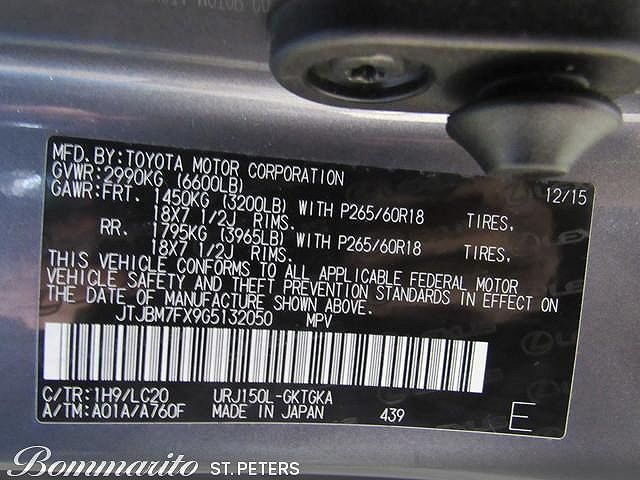 MFD. BY: TOYOTA MOTOR CORPORATION
GVWR: 2990KG (6600LB) 12/15
GAWR: FRT. 1450KG (3200LB) WITH P265/60R18 TIRES,
18X7 1/2J RIMS.
RR. 1795KG (3965LB) WITH P265/60R18 TIRES,
18X7 1/2J RIMS.
THIS VEHICLE CONFORMS TO ALL APPLICABLE FEDERAL MOTOR
VEHICLE SAFETY AND THEFT PREVENTION STANDARDS IN EFFECT ON
THE DATE OF MANUFACTURE SHOWN ABOVE.
JTJBM7FX9G5132050 MPV
C/TR: 1H9/LC20 URJ150L-GKTGKA
A/TM: A01A/A760F MADE IN JAPAN 439 E
Bommarito ST. PETERS